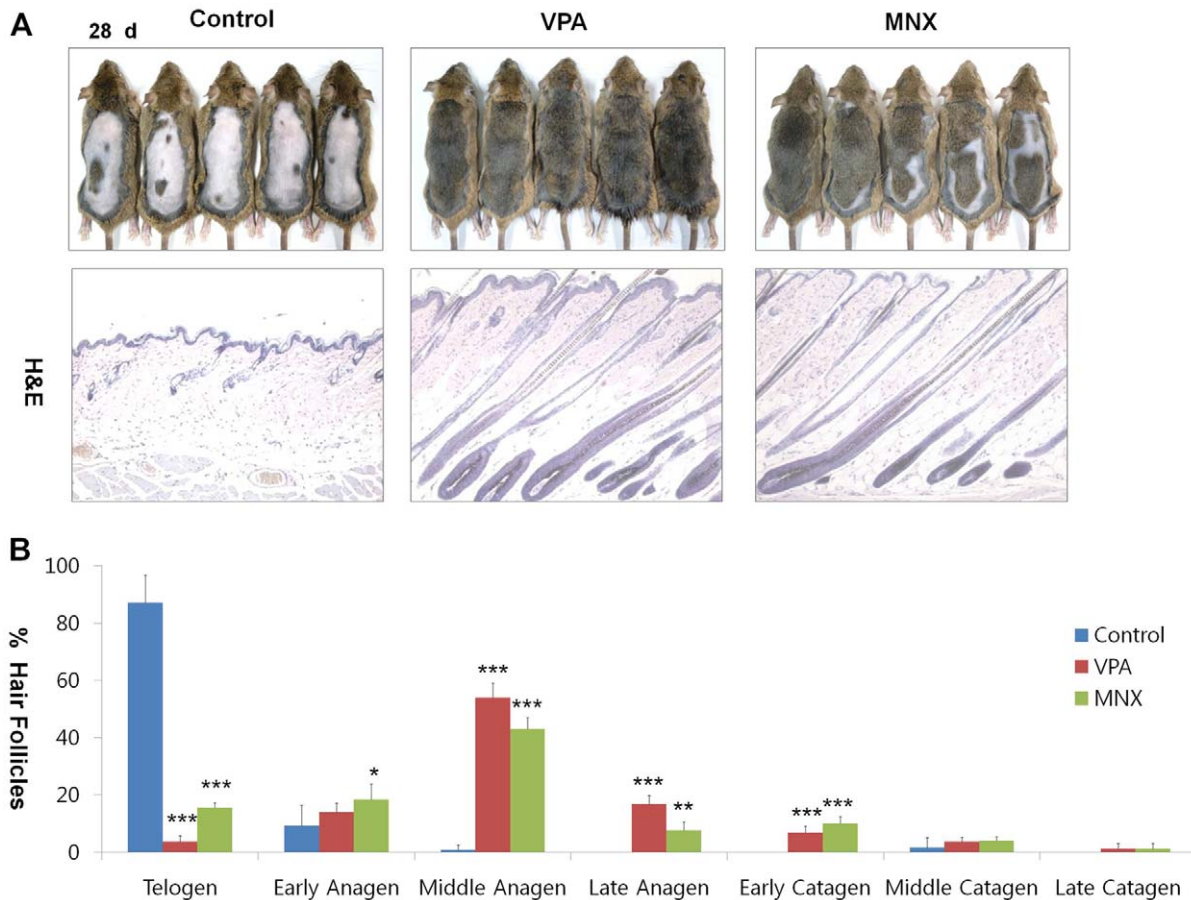 A
28 d
Control
VPA
MNX
H&E
B
% Hair Follicles
100
80
60
40
20
0
***
***
*
***
***
***
**
***
***
Control
VPA
MNX
Telogen
Early Anagen
Middle Anagen
Late Anagen
Early Catagen
Middle Catagen
Late Catagen